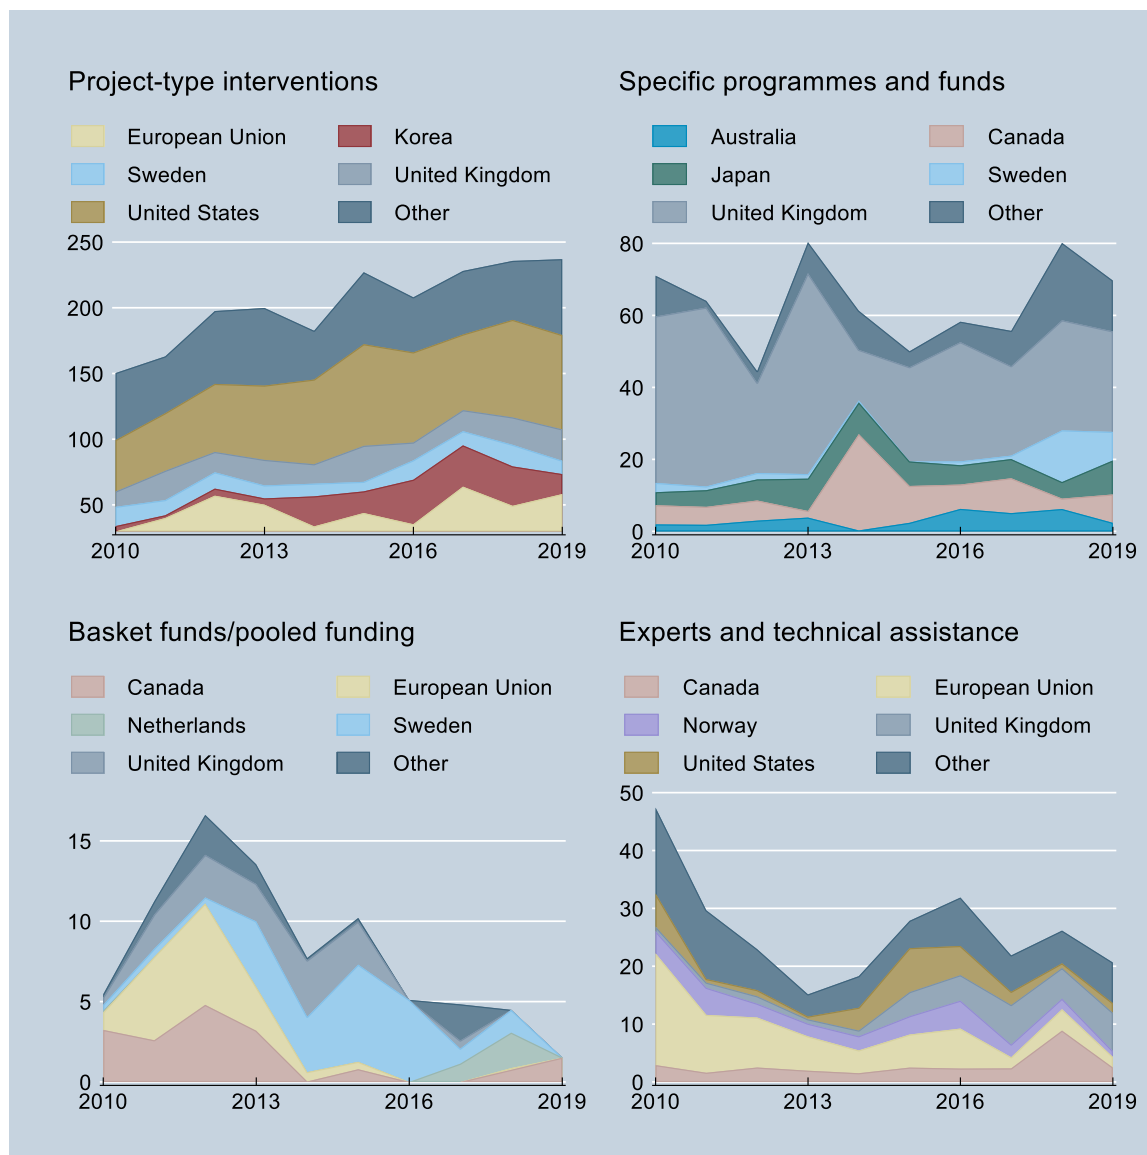 Project-type interventions
European Union Korea
Sweden United Kingdom
United States Other
250
200
150
100
50
2010 2013 2016 2019
Specific programmes and funds
Australia Canada
Japan Sweden
United Kingdom Other
80
60
40
20
0
2010 2013 2016 2019
Basket funds/pooled funding
Canada European Union
Netherlands Sweden
United Kingdom Other
15
10
5
0
2010 2013 2016 2019
Experts and technical assistance
Canada European Union
Norway United Kingdom
United States Other
50
40
30
20
10
0
2010 2013 2016 2019